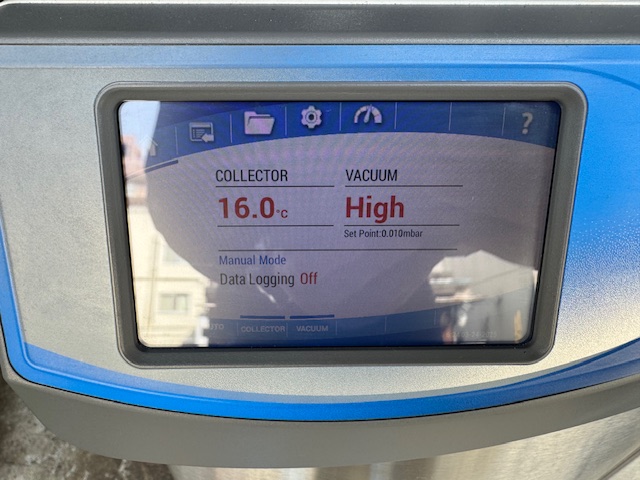 ?
COLLECTOR VACUUM
16.0°C High
Set Point:0.010mbar
Manual Mode
Data Logging Off
COLLECTOR VACUUM